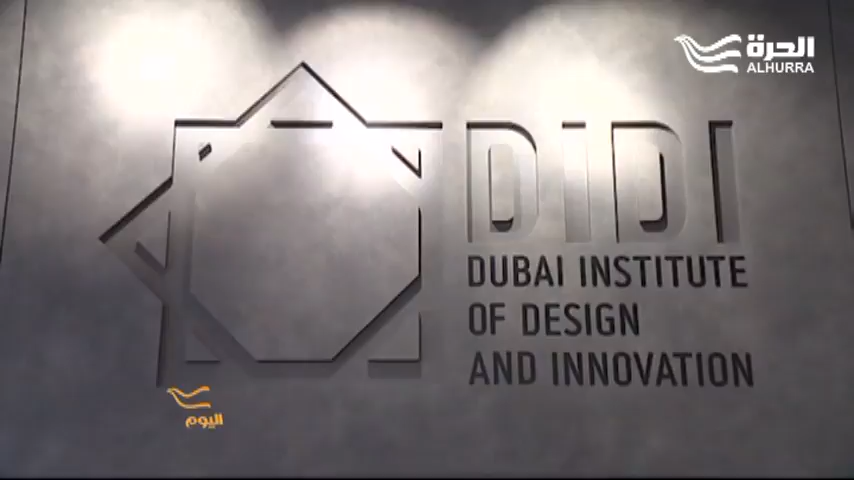 الحرة
ALHURRA
DIDI
DUBAI INSTITUTE
OF DESIGN
AND INNOVATION
اليوم